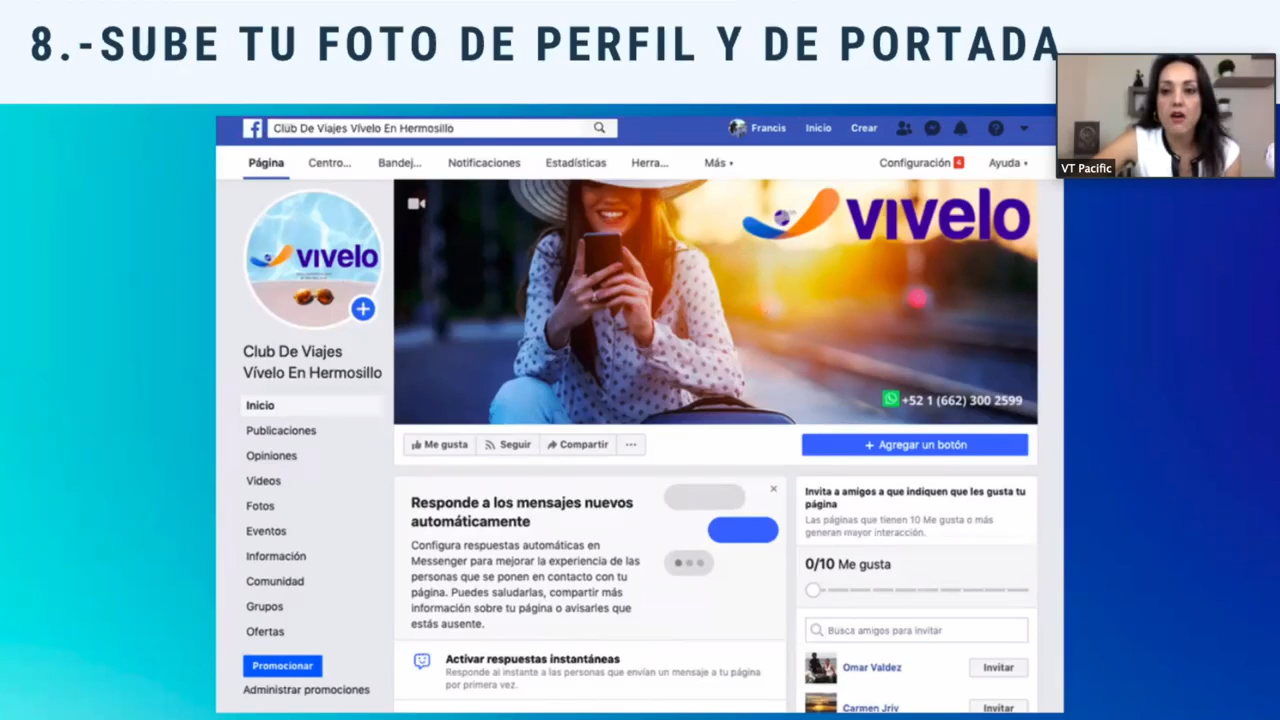 8.-SUBE TU FOTO DE PERFIL Y DE PORTADA
VT Pacific
Club De Viajes Vívelo En Hermosillo
Francis
Inicio
Crear
Página
Centro...
Bandej...
Notificaciones
Estadísticas
Herra...
Más
Configuración 4
Ayuda
vivelo
vivelo
+52 1 (662) 300 2599
Club De Viajes
Vívelo En Hermosillo
Inicio
Publicaciones
Opiniones
Videos
Fotos
Eventos
Información
Comunidad
Grupos
Ofertas
Promocionar
Administrar promociones
Me gusta
Seguir
Compartir
...
+ Agregar un botón
Responde a los mensajes nuevos
automáticamente
Configura respuestas automáticas en
Messenger para mejorar la experiencia de las
personas que se ponen en contacto con tu
página. Puedes saludarlas, compartir más
información sobre tu página o avisarles que
estás ausente.
Activar respuestas instantáneas
Responde al instante a las personas que envían un mensaje a tu página
por primera vez.
Invita a amigos a que indiquen que les gusta tu
página
Las páginas que tienen 10 Me gusta o más
generan mayor interacción.
0/10 Me gusta
Busca amigos para invitar
Omar Valdez
Invitar
Carmen Jriv
Invitar